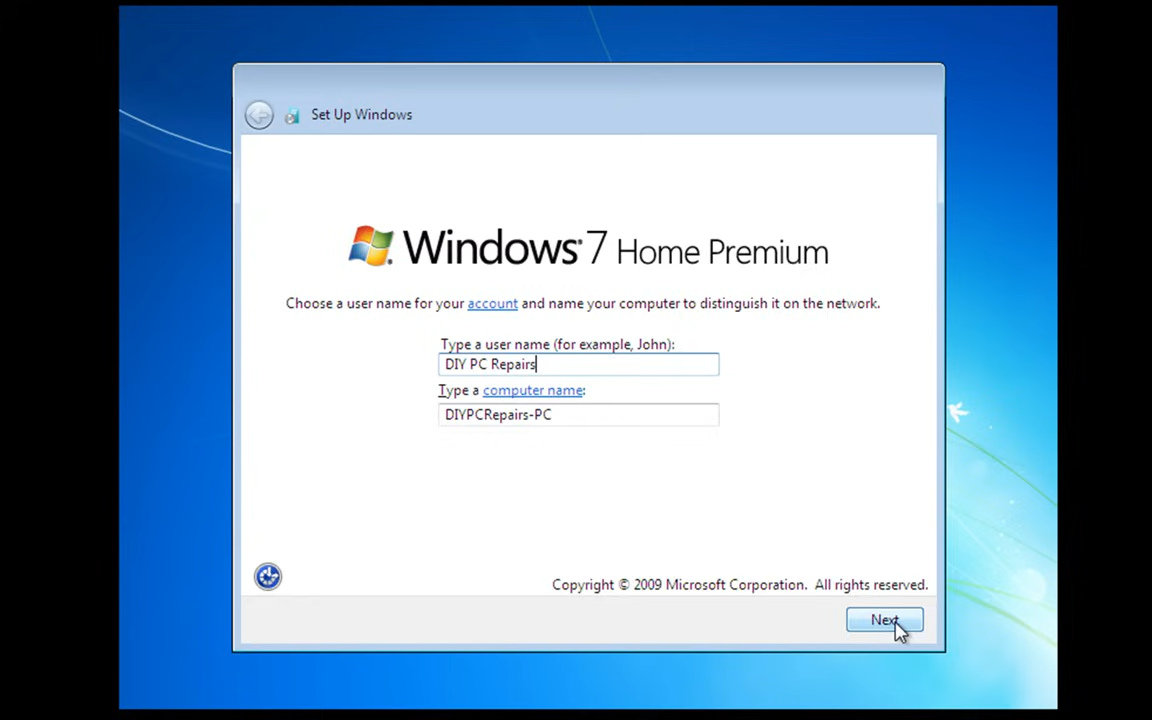 Set Up Windows
Windows 7 Home Premium
Choose a user name for your account and name your computer to distinguish it on the network.
Type a user name (for example, John):
DIY PC Repairs
Type a computer name:
DIYPCRepairs-PC
Copyright © 2009 Microsoft Corporation. All rights reserved.
Next